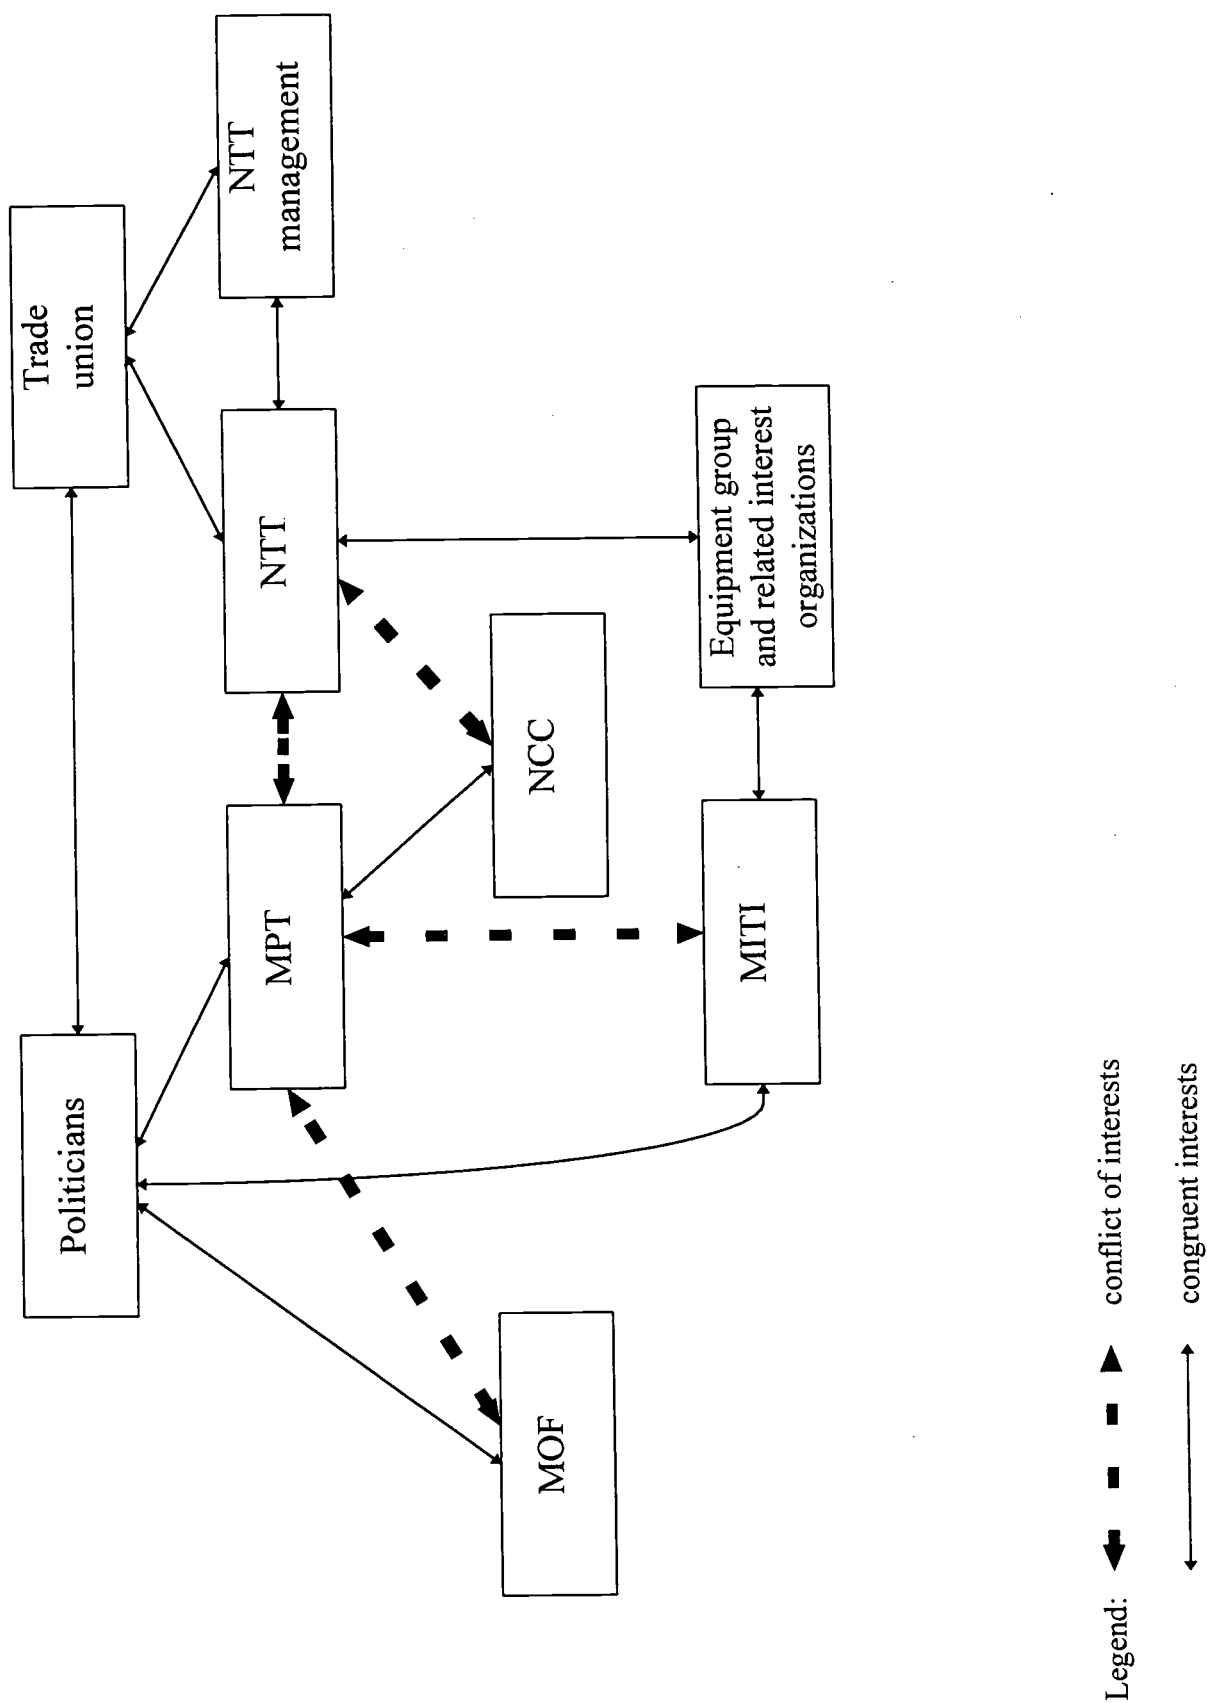 Politicians
Trade
union
MPT
NTT
NTT
management
MOF
NCC
MITI
Equipment group
and related interest
organizations
Legend:
conflict of interests
congruent interests